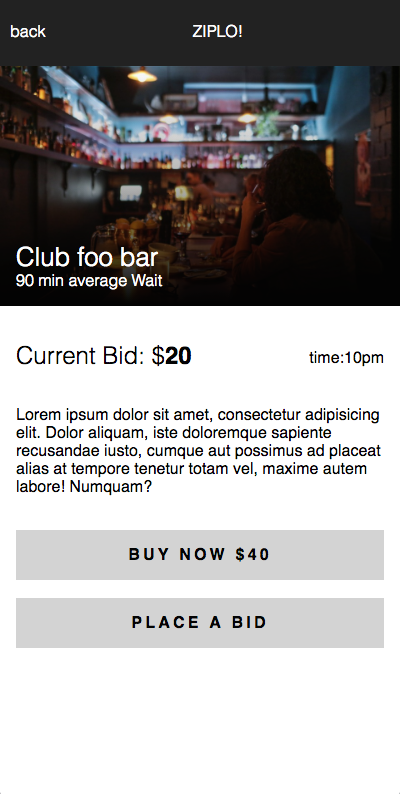 back
ZIPLO!
Club foo bar
90 min average Wait
Current Bid: $20
time:10pm
Lorem ipsum dolor sit amet, consectetur adipisicing
elit. Dolor aliquam, iste doloremque sapiente
recusandae iusto, cumque aut possimus ad placeat
alias at tempore tenetur totam vel, maxime autem
labore! Numquam?
BUY NOW $40
PLACE A BID